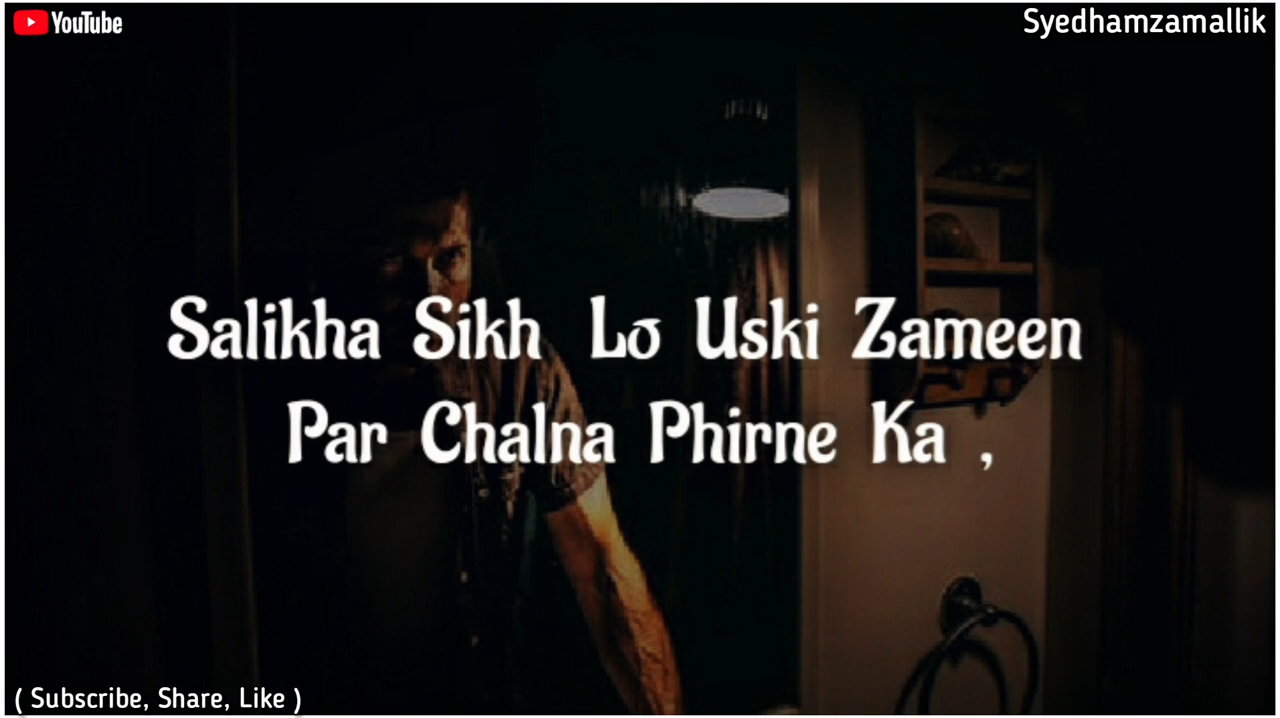 YouTube
Syedhamzamallik
Salikha Sikh Lo Uski Zameen
Par Chalna Phirne Ka ,
( Subscribe, Share, Like )